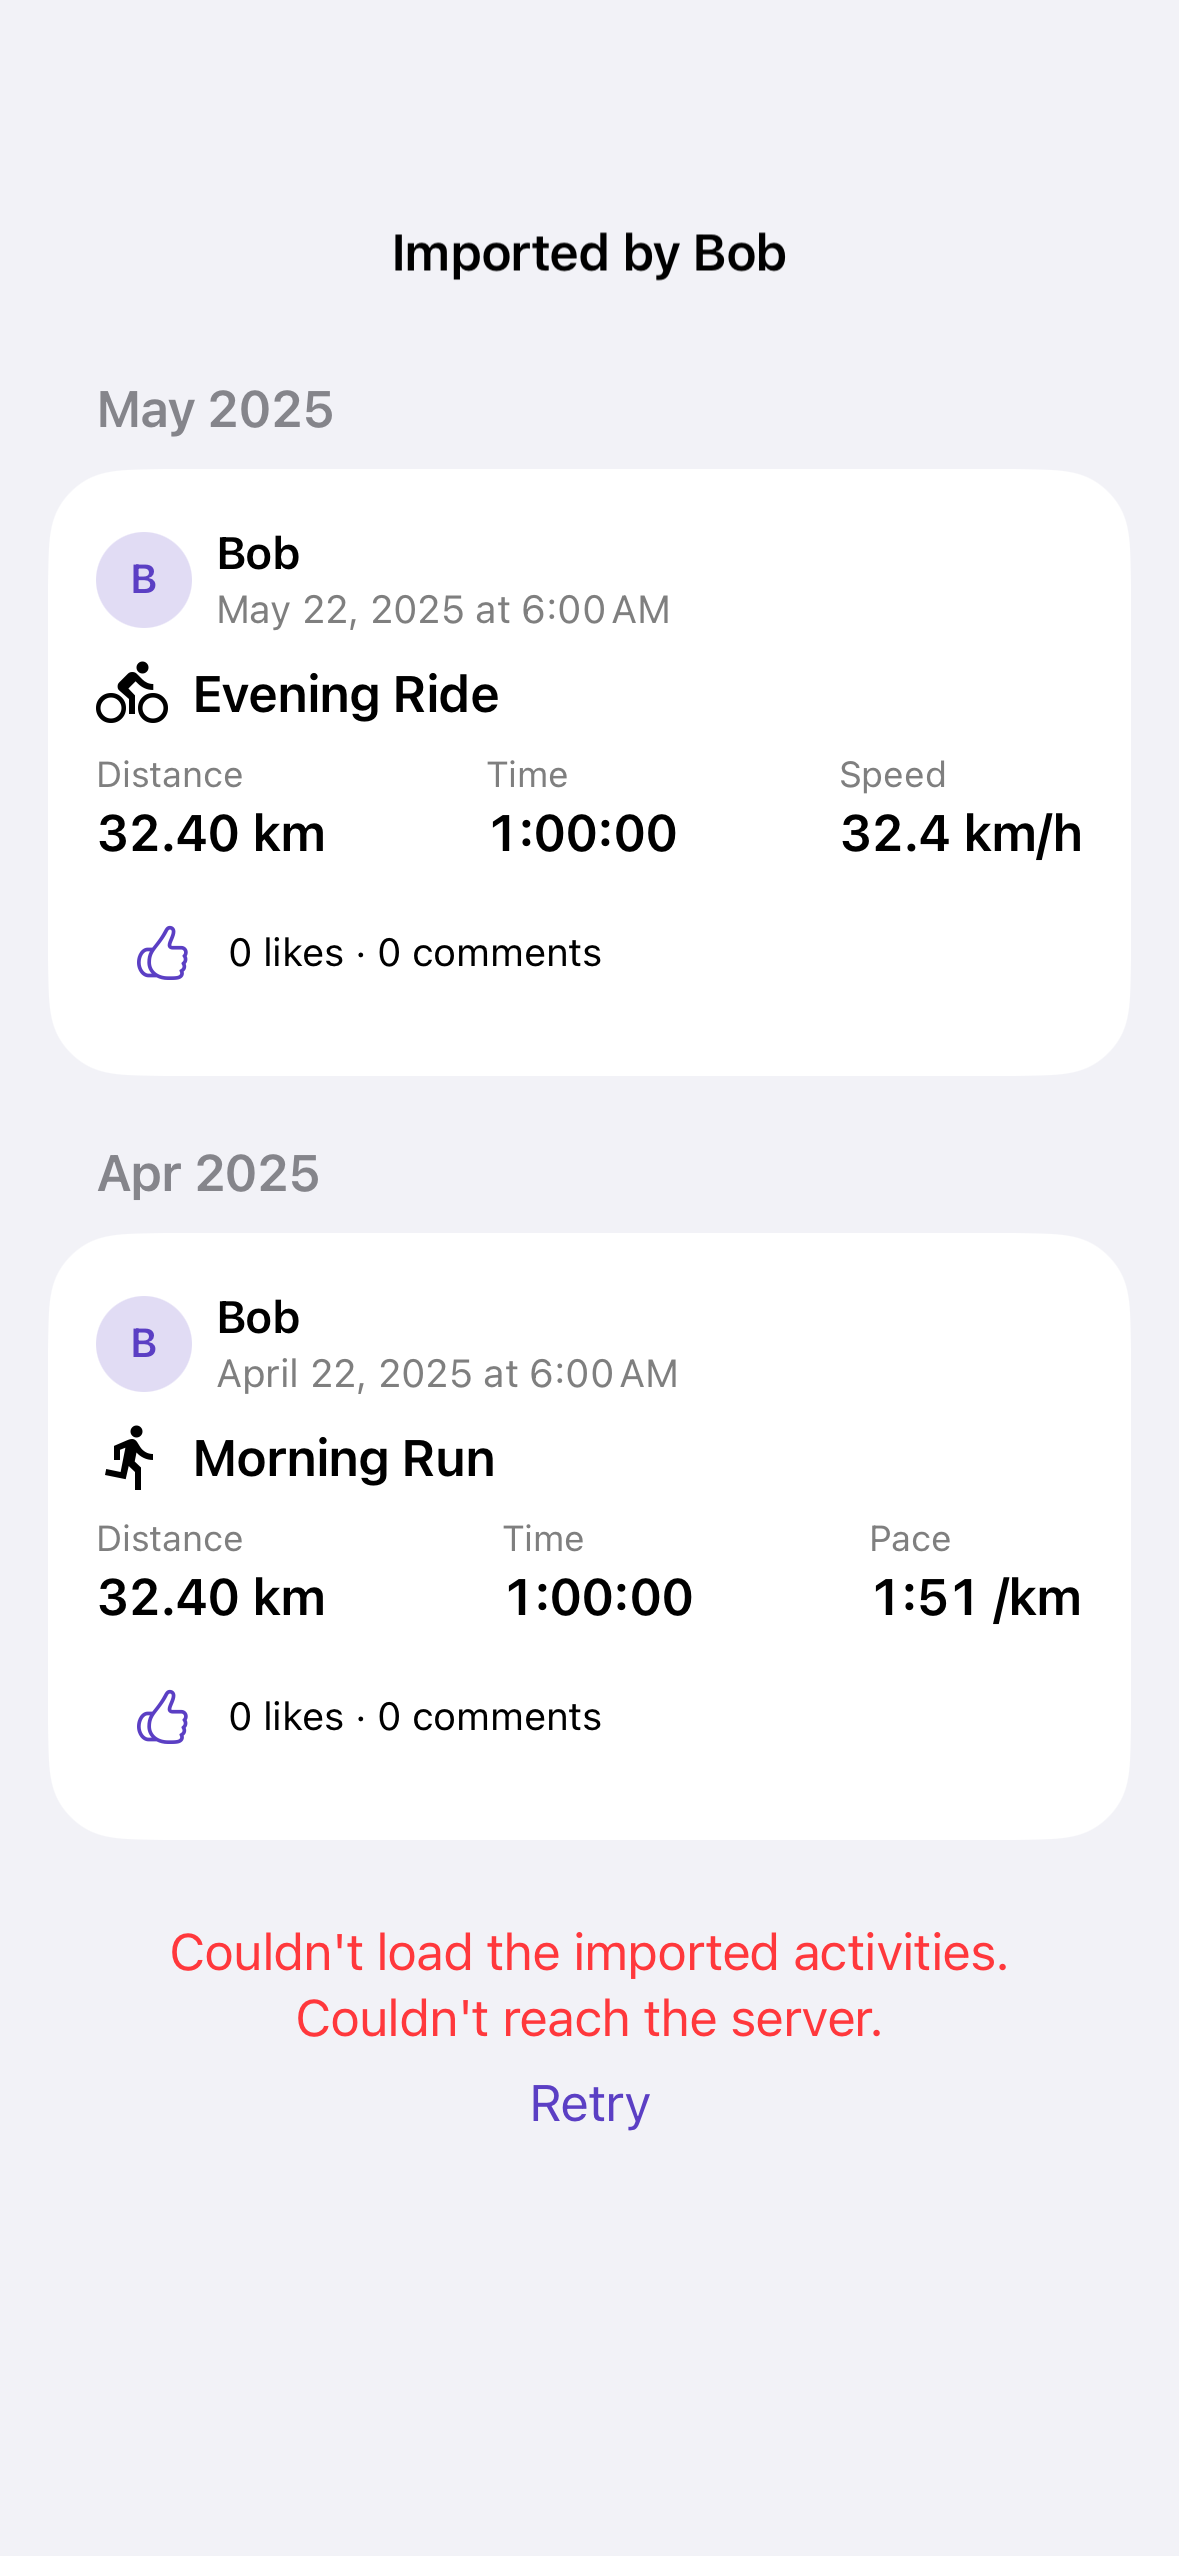 Imported by Bob
May 2025
B
Bob
May 22, 2025 at 6:00 AM
Evening Ride
Distance Time Speed
32.40 km 1:00:00 32.4 km/h
0 likes · 0 comments
Apr 2025
B
Bob
April 22, 2025 at 6:00 AM
Morning Run
Distance Time Pace
32.40 km 1:00:00 1:51 /km
0 likes · 0 comments
Couldn't load the imported activities.
Couldn't reach the server.
Retry